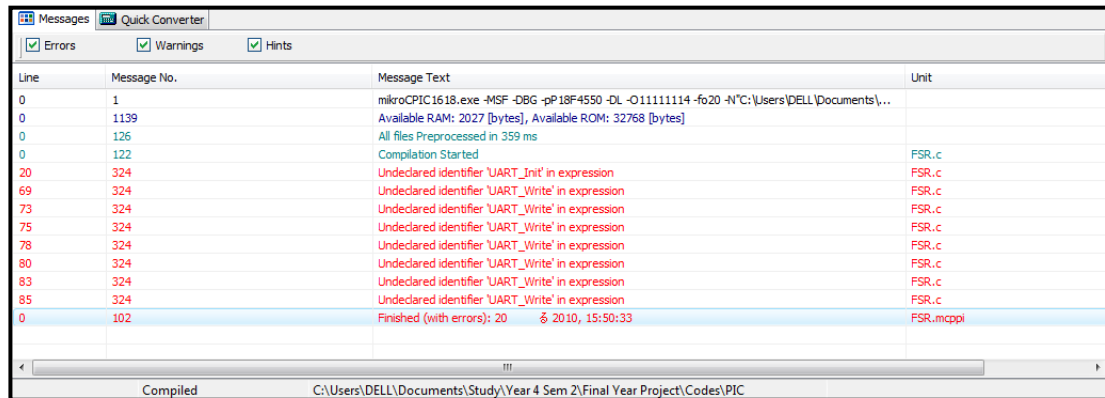 Messages Quick Converter
Errors Warnings Hints
Line Message No. Message Text Unit
0 1 mikroCPIC1618.exe -MSF -DBG -pP18F4550 -DL -O11111114 -fo20 -N"C:\Users\DELL\Documents\...
0 1139 Available RAM: 2027 [bytes], Available ROM: 32768 [bytes]
0 126 All files Preprocessed in 359 ms
0 122 Compilation Started FSR.c
20 324 Undeclared identifier 'UART_Init' in expression FSR.c
69 324 Undeclared identifier 'UART_Write' in expression FSR.c
73 324 Undeclared identifier 'UART_Write' in expression FSR.c
75 324 Undeclared identifier 'UART_Write' in expression FSR.c
78 324 Undeclared identifier 'UART_Write' in expression FSR.c
80 324 Undeclared identifier 'UART_Write' in expression FSR.c
83 324 Undeclared identifier 'UART_Write' in expression FSR.c
85 324 Undeclared identifier 'UART_Write' in expression FSR.c
0 102 Finished (with errors): 20 2010, 15:50:33 FSR.mcppi
Compiled C:\Users\DELL\Documents\Study\Year 4 Sem 2\Final Year Project\Codes\PIC